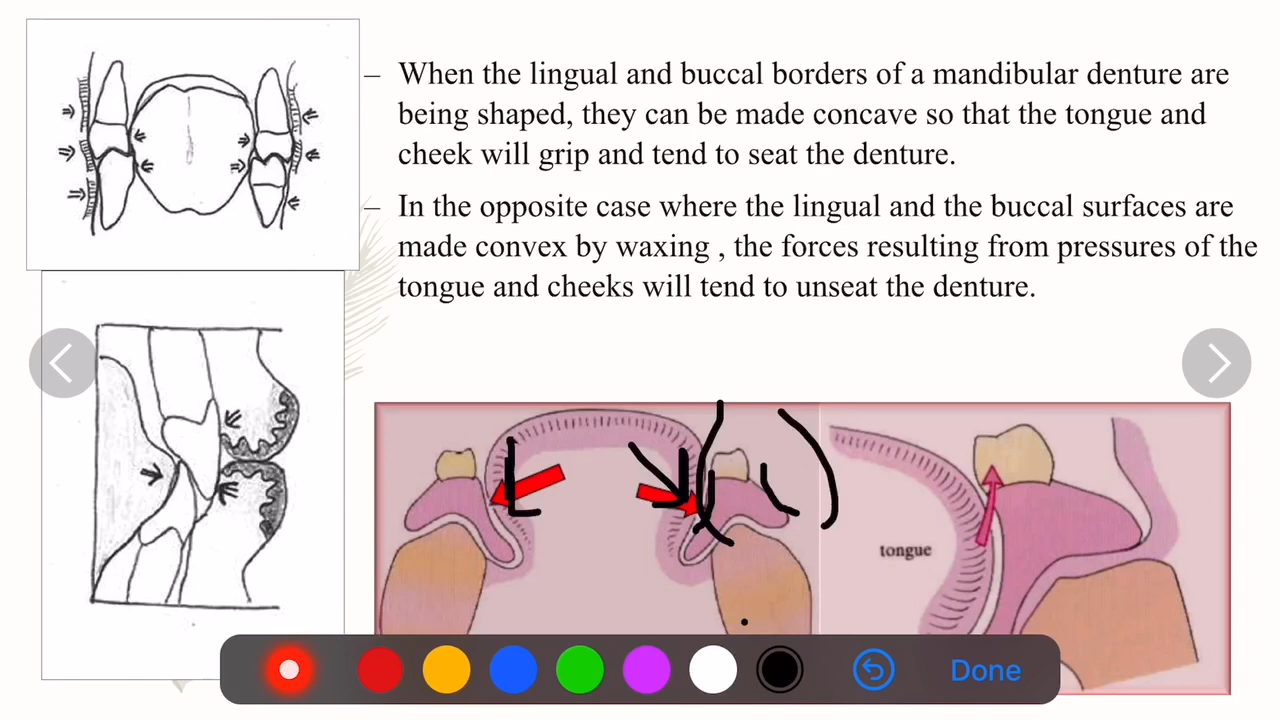 – When the lingual and buccal borders of a mandibular denture are
being shaped, they can be made concave so that the tongue and
cheek will grip and tend to seat the denture.
– In the opposite case where the lingual and the buccal surfaces are
made convex by waxing , the forces resulting from pressures of the
tongue and cheeks will tend to unseat the denture.
tongue
Done